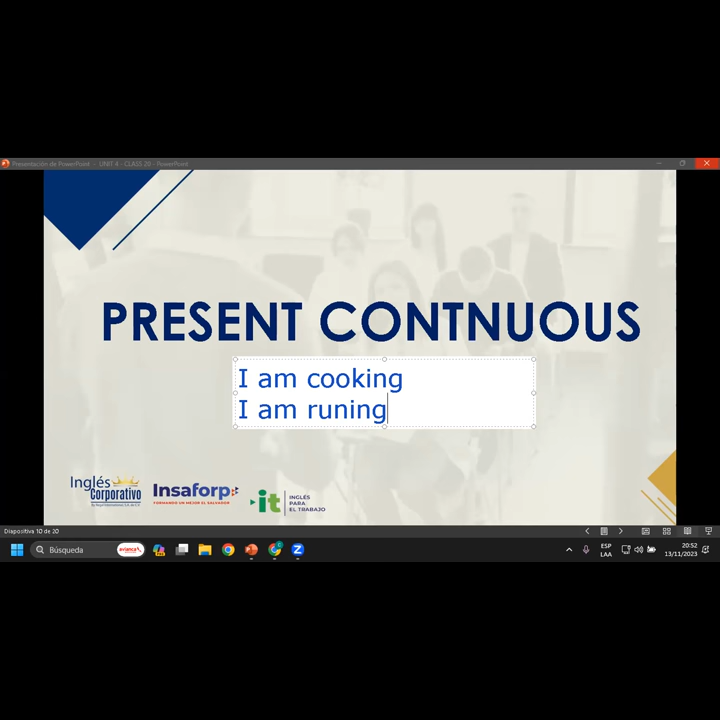 Presentación de PowerPoint - UNIT 4 - CLASS 20 - PowerPoint
PRESENT CONTNUOUS
I am cooking
I am runing
Inglés
Corporativo
Insaforp
FORMANDO UN MEJOR EL SALVADOR
it
INGLÉS
PARA
EL TRABAJO
Diapositiva 10 de 20
Búsqueda
avianca
ESP
LAA
20:52
13/11/2023